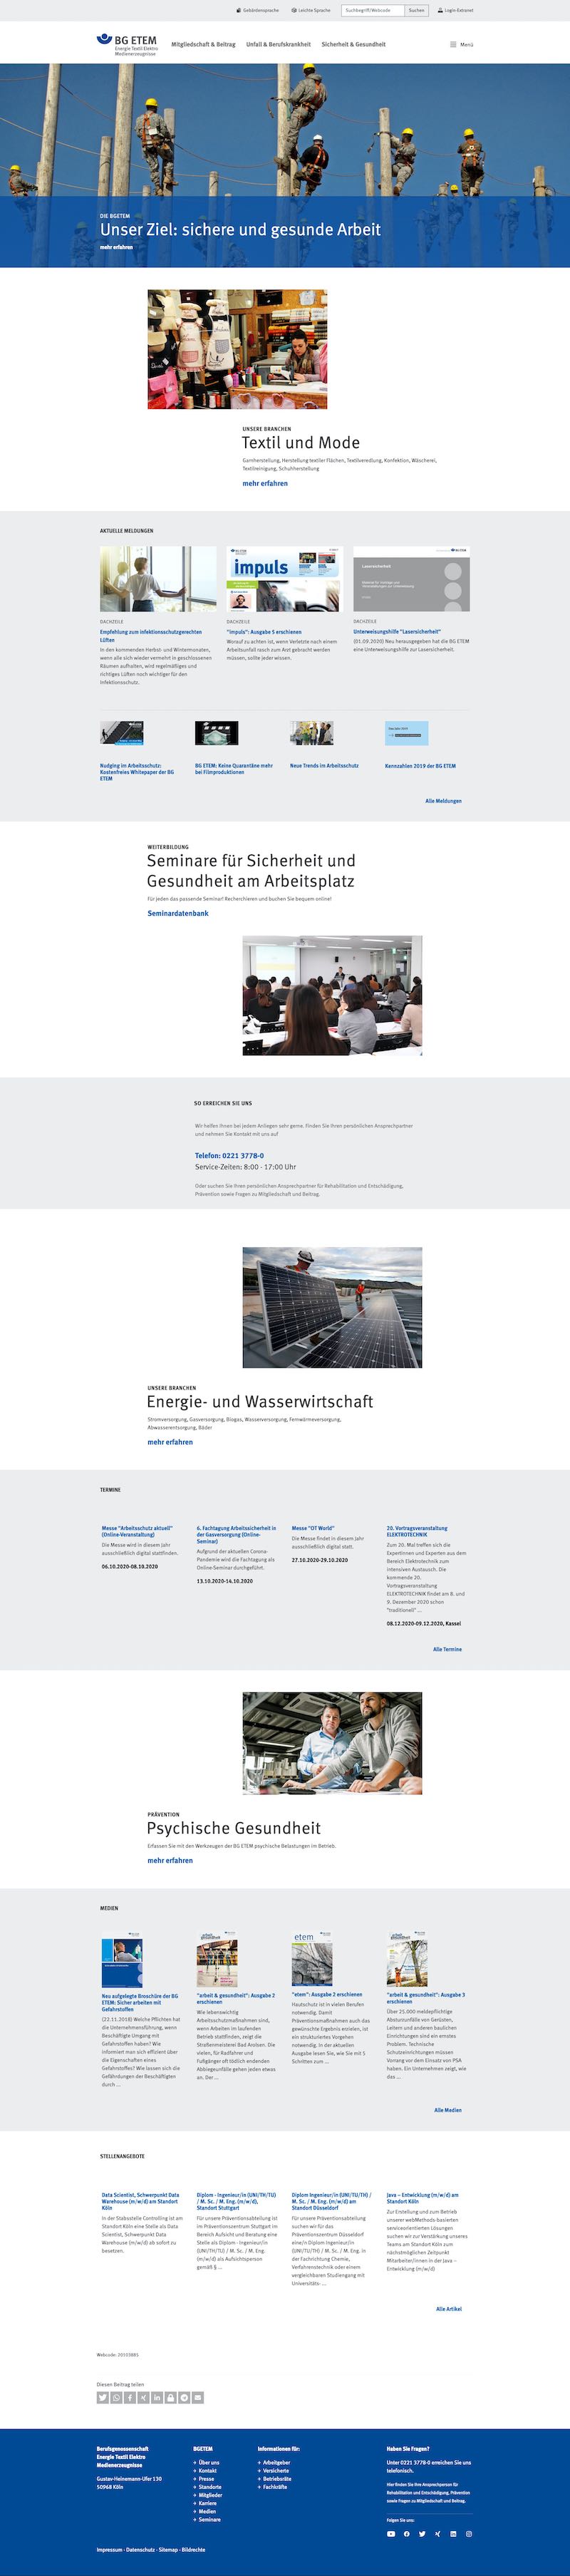 Gebärdensprache
Leichte Sprache
Suchbegriff/Webcode
Suchen
Login-Extranet
BG ETEM
Energie Textil Elektro
Medienerzeugnisse
Mitgliedschaft & Beitrag
Unfall & Berufskrankheit
Sicherheit & Gesundheit
Menü
DIE BGETEM
Unser Ziel: sichere und gesunde Arbeit
mehr erfahren
UNSERE BRANCHEN
Textil und Mode
Garnherstellung, Herstellung textiler Flächen, Textilveredlung, Konfektion, Wäscherei,
Textilreinigung, Schuhherstellung
mehr erfahren
AKTUELLE MELDUNGEN
DACHZEILE
Empfehlung zum infektionsschutzgerechten
Lüften
In den kommenden Herbst- und Wintermonaten,
wenn alle sich wieder vermehrt in geschlossenen
Räumen aufhalten, wird regelmäßiges und
richtiges Lüften noch wichtiger für den
Infektionsschutz.
impuls
DACHZEILE
"impuls": Ausgabe 5 erschienen
Worauf zu achten ist, wenn Verletzte nach einem
Arbeitsunfall rasch zum Arzt gebracht werden
müssen, sollte jeder wissen.
BG ETEM
Lasersicherheit
DACHZEILE
Unterweisungshilfe "Lasersicherheit"
(01.09.2020) Neu herausgegeben hat die BG ETEM
eine Unterweisungshilfe zur Lasersicherheit.
Nudging im Arbeitsschutz:
Kostenfreies Whitepaper der BG
ETEM
BG ETEM: Keine Quarantäne mehr
bei Filmproduktionen
Neue Trends im Arbeitsschutz
Kennzahlen 2019 der BG ETEM
Alle Meldungen
WEITERBILDUNG
Seminare für Sicherheit und
Gesundheit am Arbeitsplatz
Für jeden das passende Seminar! Recherchieren und buchen Sie bequem online!
Seminardatenbank
SO ERREICHEN SIE UNS
Wir helfen Ihnen bei jedem Anliegen sehr gerne. Finden Sie Ihren persönlichen Ansprechpartner
und nehmen Sie Kontakt mit uns auf
Telefon: 0221 3778-0
Service-Zeiten: 8:00 - 17:00 Uhr
Oder suchen Sie Ihren persönlichen Ansprechpartner für Rehabilitation und Entschädigung,
Prävention sowie Fragen zu Mitgliedschaft und Beitrag.
UNSERE BRANCHEN
Energie- und Wasserwirtschaft
Stromversorgung, Gasversorgung, Biogas, Wasserversorgung, Fernwärmeversorgung,
Abwasserentsorgung, Bäder
mehr erfahren
TERMINE
Messe "Arbeitsschutz aktuell"
(Online-Veranstaltung)
Die Messe wird in diesem Jahr
ausschließlich digital stattfinden.
06.10.2020-08.10.2020
6. Fachtagung Arbeitssicherheit in
der Gasversorgung (Online-
Seminar)
Aufgrund der aktuellen Corona-
Pandemie wird die Fachtagung als
Online-Seminar durchgeführt.
13.10.2020-14.10.2020
Messe "OT World"
Die Messe findet in diesem Jahr
ausschließlich digital statt.
27.10.2020-29.10.2020
20. Vortragsveranstaltung
ELEKTROTECHNIK
Zum 20. Mal treffen sich die
Expertinnen und Experten aus dem
Bereich Elektrotechnik zum
intensiven Austausch. Die
kommende 20.
Vortragsveranstaltung
ELEKTROTECHNIK findet am 8. und
9. Dezember 2020 schon
"traditionell" ...
08.12.2020-09.12.2020, Kassel
Alle Termine
PRÄVENTION
Psychische Gesundheit
Erfassen Sie mit den Werkzeugen der BG ETEM psychische Belastungen im Betrieb.
mehr erfahren
MEDIEN
Neu aufgelegte Broschüre der BG
ETEM: Sicher arbeiten mit
Gefahrstoffen
(22.11.2018) Welche Pflichten hat
die Unternehmensführung, wenn
Beschäftigte Umgang mit
Gefahrstoffen haben? Wie
informiert man sich effizient über
die Eigenschaften eines
Gefahrstoffes? Wie lassen sich die
Gefährdungen der Beschäftigten
durch ...
"arbeit & gesundheit": Ausgabe 2
erschienen
Wie lebenswichtig
Arbeitsschutzmaßnahmen sind,
wenn Arbeiten im laufenden
Betrieb stattfinden, zeigt die
Straßenmeisterei Bad Arolsen. Die
vielen, für Radfahrer und
Fußgänger oft tödlich endenden
Abbiegeunfälle gehen jeden etwas
an. Der ...
etem
"etem": Ausgabe 2 erschienen
Hautschutz ist in vielen Berufen
notwendig. Damit
Präventionsmaßnahmen auch das
gewünschte Ergebnis erzielen, ist
ein strukturiertes Vorgehen
notwendig. In der aktuellen
Ausgabe lesen Sie, wie Sie mit 5
Schritten zum ...
"arbeit & gesundheit": Ausgabe 3
erschienen
Über 25.000 meldepflichtige
Absturzunfälle von Gerüsten,
Leitern und anderen baulichen
Einrichtungen sind ein ernstes
Problem. Technische
Schutzeinrichtungen müssen
Vorrang vor dem Einsatz von PSA
haben. Ein Unternehmen zeigt, wie
das ...
Alle Medien
STELLENANGEBOTE
Data Scientist, Schwerpunkt Data
Warehouse (m/w/d) am Standort
Köln
In der Stabsstelle Controlling ist am
Standort Köln eine Stelle als Data
Scientist, Schwerpunkt Data
Warehouse (m/w/d) ab sofort zu
besetzen.
Diplom - Ingenieur/in (UNI/TH/TU)
/ M. Sc. / M. Eng. (m/w/d),
Standort Stuttgart
Für unsere Präventionsabteilung ist
im Präventionszentrum Stuttgart im
Bereich Aufsicht und Beratung eine
Stelle als Diplom - Ingenieur/in
(UNI/TH/TU) / M. Sc. / M. Eng.
(m/w/d) als Aufsichtsperson
gemäß § ...
Diplom Ingenieur/in (UNI/TU/TH) /
M. Sc. / M. Eng. (m/w/d) am
Standort Düsseldorf
Für unsere Präventionsabteilung
suchen wir für das
Präventionszentrum Düsseldorf
eine/n Diplom.Ingenieur/in
(UNI/TU/TH) / M. Sc. / M. Eng. in
der Fachrichtung Chemie,
Verfahrenstechnik oder einem
vergleichbaren Studiengang mit
Universitäts- ...
Java – Entwicklung (m/w/d) am
Standort Köln
Zur Erstellung und zum Betrieb
unserer webMethods basierten
serviceorientierten Lösungen
suchen wir zur Verstärkung unseres
Teams am Standort Köln zum
nächstmöglichen Zeitpunkt
Mitarbeiter/innen in der Java –
Entwicklung (m/w/d)
Alle Artikel
Webcode: 20103885
Diesen Beitrag teilen
Berufsgenossenschaft
Energie Textil Elektro
Medienerzeugnisse
Gustav-Heinemann-Ufer 130
50968 Köln
BGETEM
Über uns
Kontakt
Presse
Standorte
Mitglieder
Karriere
Medien
Seminare
Informationen für:
Arbeitgeber
Versicherte
Betriebsräte
Fachkräfte
Haben Sie Fragen?
Unter 0221 3778-0 erreichen Sie uns
telefonisch.
Hier finden Sie Ihre Ansprechperson für
Rehabilitation und Entschädigung, Prävention
sowie Fragen zu Mitgliedschaft und Beitrag.
Folgen Sie uns:
Impressum - Datenschutz - Sitemap - Bildrechte